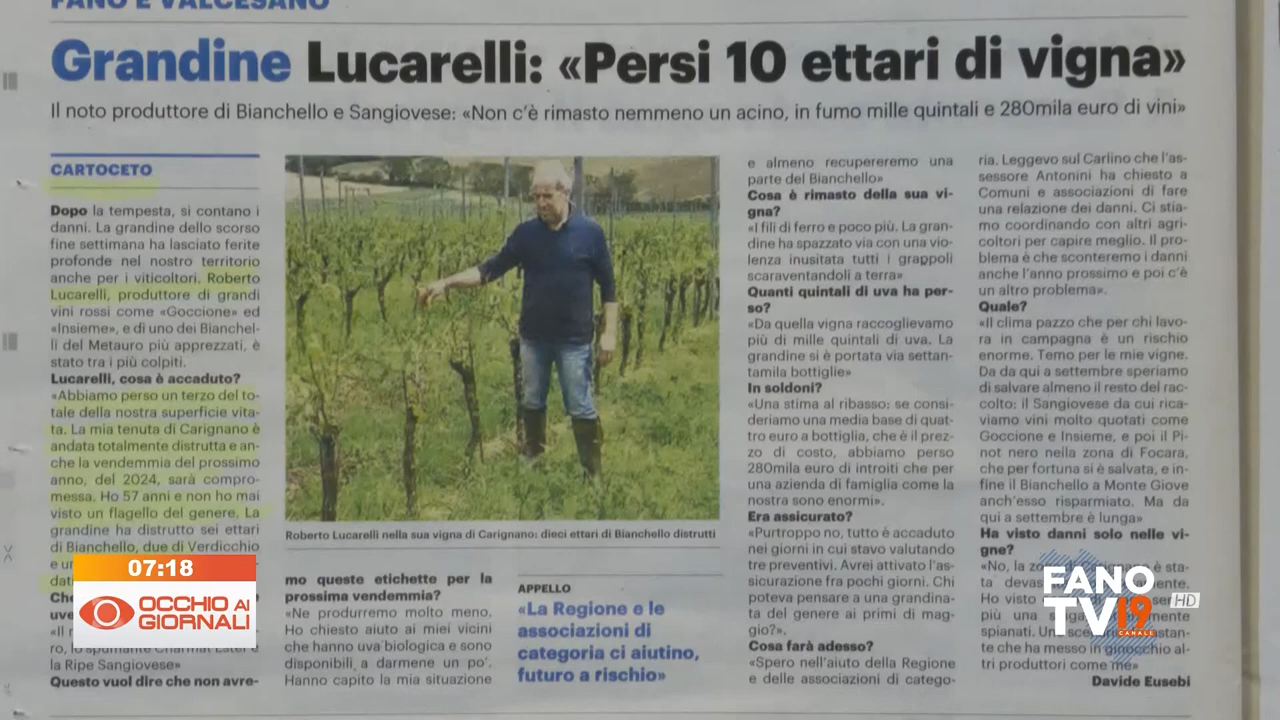 FANO E VALCESANO
Grandine Lucarelli: «Persi 10 ettari di vigna»
Il noto produttore di Bianchello e Sangiovese: «Non c'è rimasto nemmeno un acino, in fumo mille quintali e 280mila euro di vini»
CARTOCETO
Dopo la tempesta, si contano i
danni. La grandine dello scorso
fine settimana ha lasciato ferite
profonde nel nostro territorio
anche per i viticoltori. Roberto
Lucarelli, produttore di grandi
vini rossi come «Goccione» ed
«Insieme», e di uno dei Bianchel-
li del Metauro più apprezzati, è
stato tra i più colpiti.
Lucarelli, cosa è accaduto?
«Abbiamo perso un terzo del to-
tale della nostra superficie vita-
ta. La mia tenuta di Carignano è
andata totalmente distrutta e an-
che la vendemmia del prossimo
anno, del 2024, sarà compro-
messa. Ho 57 anni e non ho mai
visto un flagello del genere. La
grandine ha distrutto sei ettari
di Bianchello, due di Verdicchio
la Ripe Sangiovese»
Questo vuol dire che non avre-
Roberto Lucarelli nella sua vigna di Carignano: dieci ettari di Bianchello distrutti
mo queste etichette per la
prossima vendemmia?
«Ne produrremo molto meno.
Ho chiesto aiuto ai miei vicini
che hanno uva biologica e sono
disponibili a darmene un po'.
Hanno capito la mia situazione
APPELLO
«La Regione e le
associazioni di
categoria ci aiutino,
futuro a rischio»
e almeno recupereremo una
parte del Bianchello»
Cosa è rimasto della sua vi-
gna?
«I fili di ferro e poco più. La gran-
dine ha spazzato via con una vio-
lenza inusitata tutti i grappoli
scaraventandoli a terra»
Quanti quintali di uva ha per-
so?
«Da quella vigna raccoglievamo
più di mille quintali di uva. La
grandine si è portata via settan-
tamila bottiglie»
In soldoni?
«Una stima al ribasso: se consi-
deriamo una media base di quat-
tro euro a bottiglia, che è il prez-
zo di costo, abbiamo perso
280mila euro di introiti che per
una azienda di famiglia come la
nostra sono enormi».
Era assicurato?
«Purtroppo no, tutto è accaduto
nei giorni in cui stavo valutando
tre preventivi. Avrei attivato l'as-
sicurazione fra pochi giorni. Chi
poteva pensare a una grandina-
ta del genere ai primi di mag-
gio?».
Cosa farà adesso?
«Spero nell'aiuto della Regione
e delle associazioni di catego-
ria. Leggevo sul Carlino che l'as-
sessore Antonini ha chiesto a
Comuni e associazioni di fare
una relazione dei danni. Ci stia-
mo coordinando con altri agri-
coltori per capire meglio. Il pro-
blema è che sconteremo i danni
anche l'anno prossimo e poi c'è
un altro problema».
Quale?
«Il clima pazzo che per chi lavo-
ra in campagna è un rischio
enorme. Temo per le mie vigne.
Da da qui a settembre speriamo
di salvare almeno il resto del rac-
colto: il Sangiovese da cui rica-
viamo vini molto quotati come
Goccione e Insieme, e poi il Pi-
not nero nella zona di Focara,
che per fortuna si è salvata, e in-
fine il Bianchello a Monte Giove
anch'esso risparmiato. Ma da
qui a settembre è lunga»
Ha visto danni solo nelle vi-
gne?
«No, la
Ho visto
più una
spianati.
te che ha messo in ginocchio al-
tri produttori come me»
Davide Eusebi
07:18
OCCHIO AI
GIORNALI
FANO
TV 19
CANALE
HD